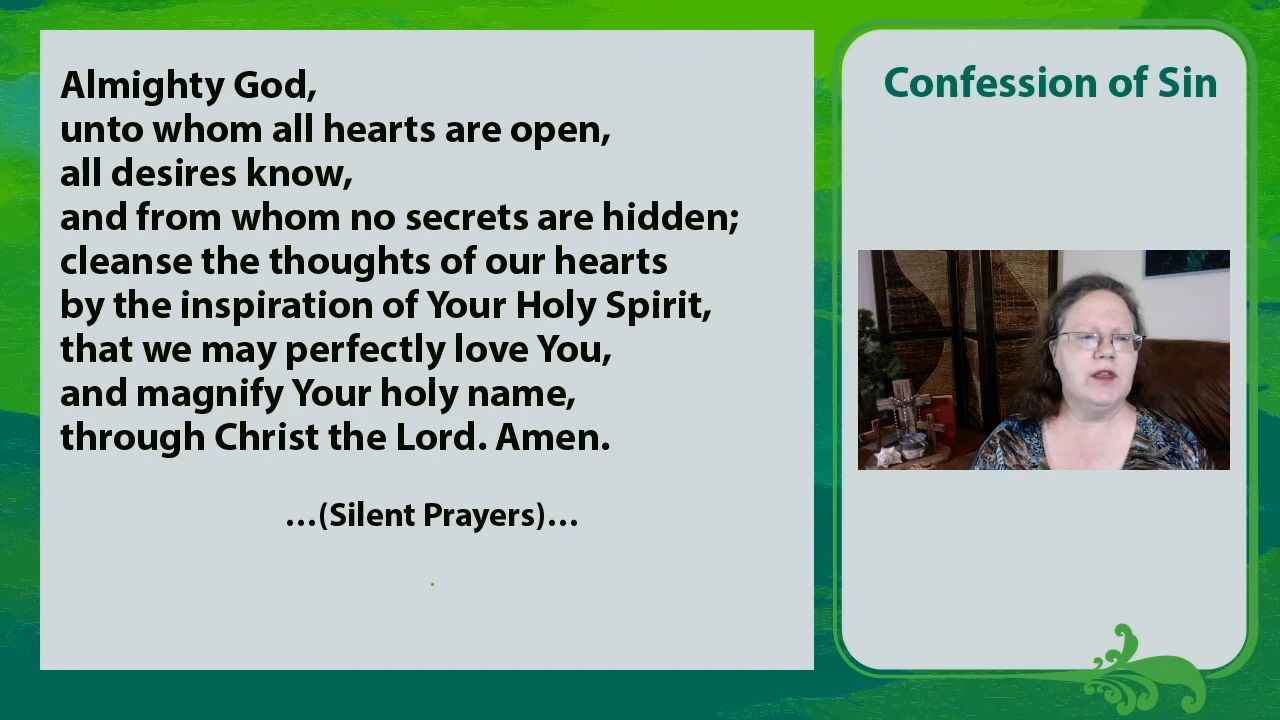 Almighty God,
unto whom all hearts are open,
all desires know,
and from whom no secrets are hidden;
cleanse the thoughts of our hearts
by the inspiration of Your Holy Spirit,
that we may perfectly love You,
and magnify Your holy name,
through Christ the Lord. Amen.
...(Silent Prayers)...
Confession of Sin